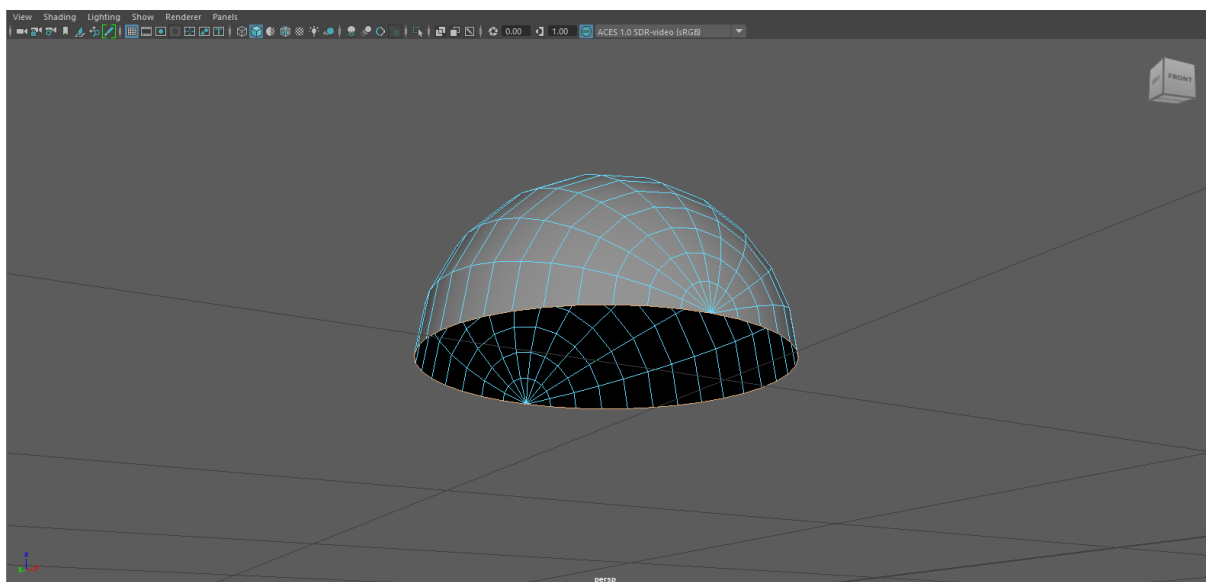 View Shading Lighting Show Renderer Panels
0.00 1.00 ACES 1.0 SDR-video (sRGB)
FRONT
persp